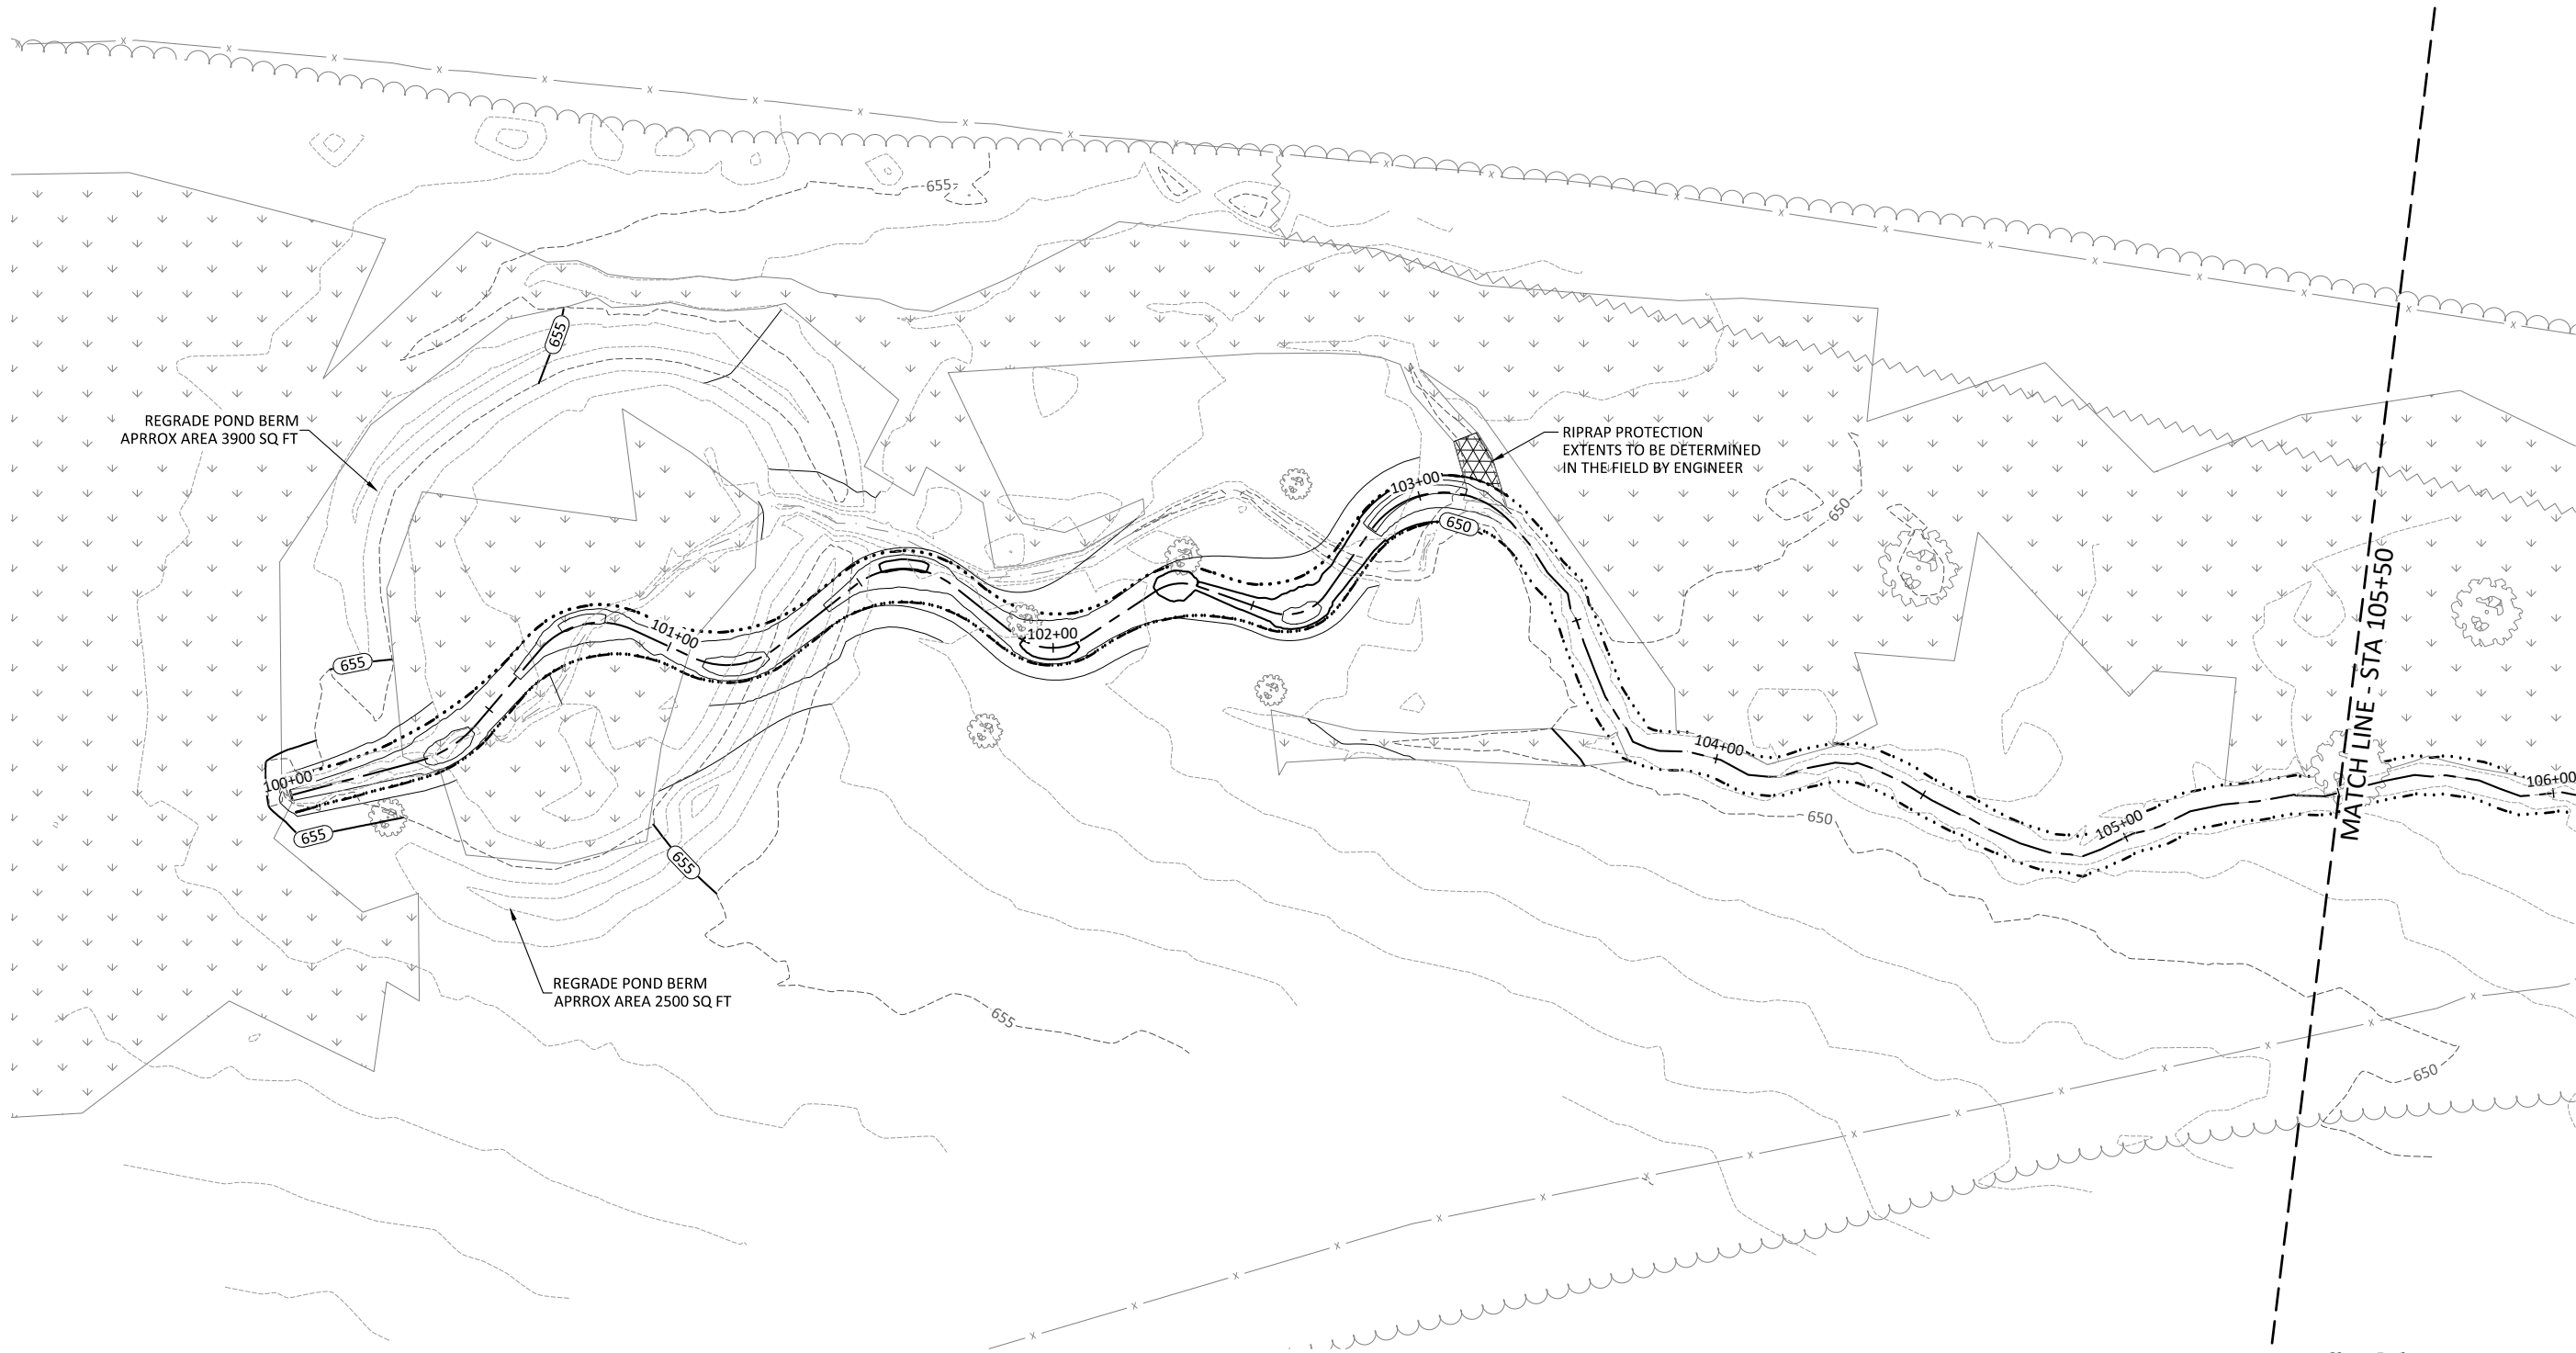 655
655
REGRADE POND BERM
APRROX AREA 3900 SQ FT
RIPRAP PROTECTION
EXTENTS TO BE DETERMINED
IN THE FIELD BY ENGINEER
103+00
650
650
101+00
102+00
655
104+00
MATCH LINE - STA 105+50
100+00
106+00
650
105+00
655
655
REGRADE POND BERM
APRROX AREA 2500 SQ FT
655
650